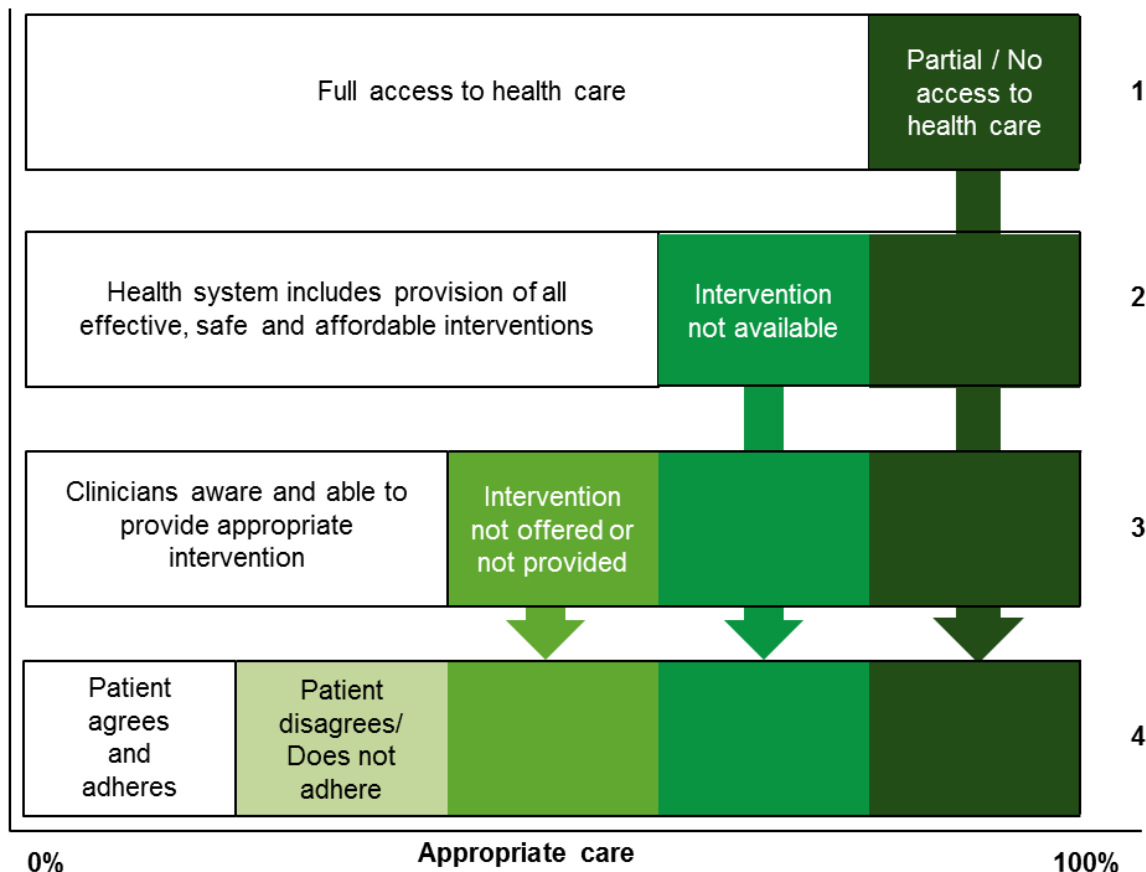 Full access to health care
Partial / No
access to
health care
1
Health system includes provision of all
effective, safe and affordable interventions
Intervention
not available
2
Clinicians aware and able to
provide appropriate
intervention
Intervention
not offered or
not provided
3
Patient
agrees
and
adheres
Patient
disagrees/
Does not
adhere
4
0%
Appropriate care
100%